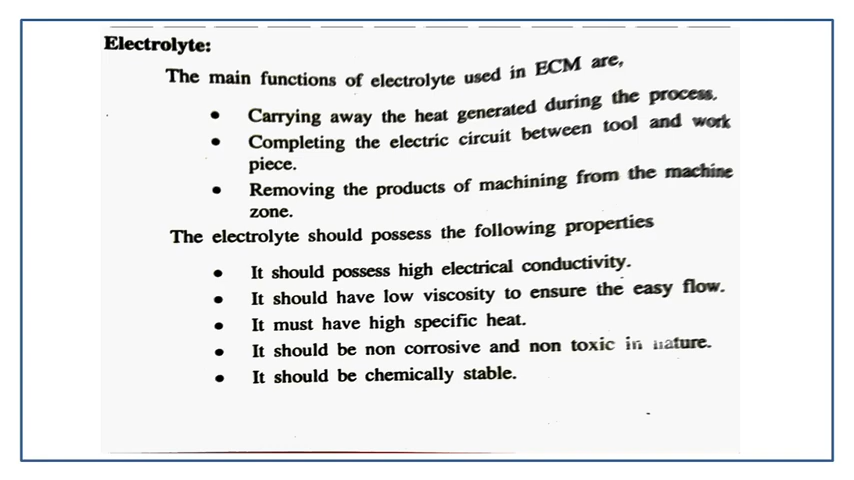 Electrolyte:
The main functions of electrolyte used in ECM are,
• Carrying away the heat generated during the process.
• Completing the electric circuit between tool and work
piece.
• Removing the products of machining from the machine
zone.
The electrolyte should possess the following properties
• It should possess high electrical conductivity.
• It should have low viscosity to ensure the easy flow.
• It must have high specific heat.
• It should be non corrosive and non toxic in nature.
• It should be chemically stable.